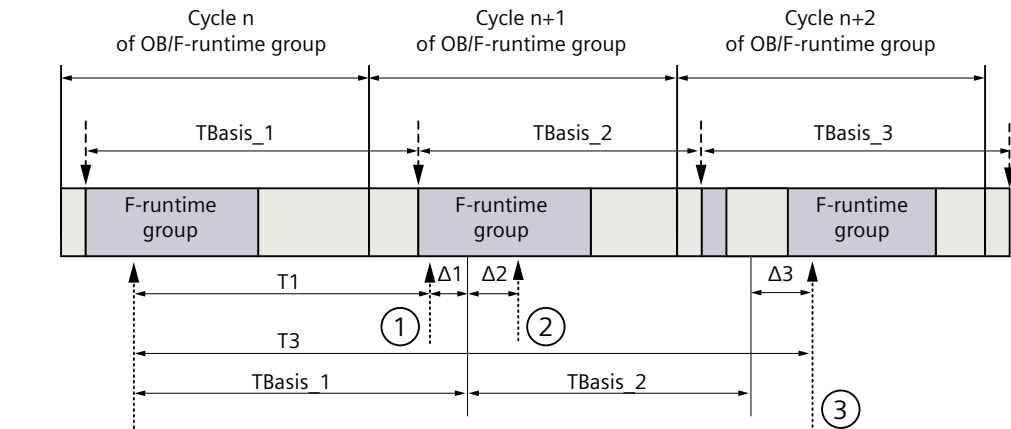 Cycle n
of OB/F-runtime group
Cycle n+1
of OB/F-runtime group
Cycle n+2
of OB/F-runtime group
TBasis_1
TBasis_2
TBasis_3
F-runtime
group
F-runtime
group
F-runtime
group
T1
Δ1
Δ2
Δ3
1
2
T3
TBasis_1
TBasis_2
3